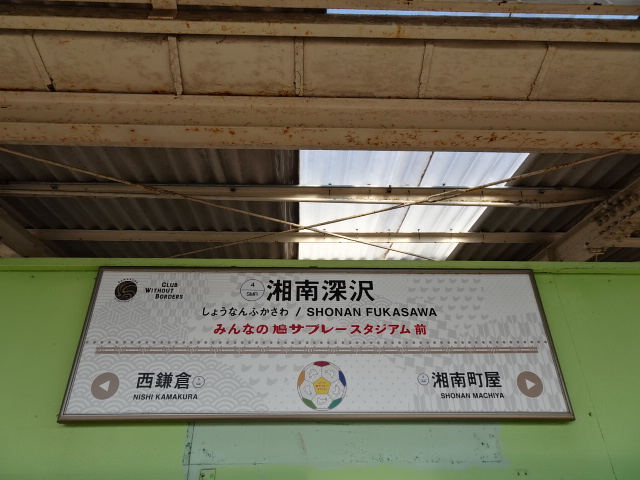 CLUB
WITHOUT
BORDERS
4
SMR
湘南深沢
しょうなんふかさわ / SHONAN FUKASAWA
みんなの鳩サブレースタジアム前
西鎌倉
NISHI KAMAKURA
湘南町屋
SHONAN MACHIYA